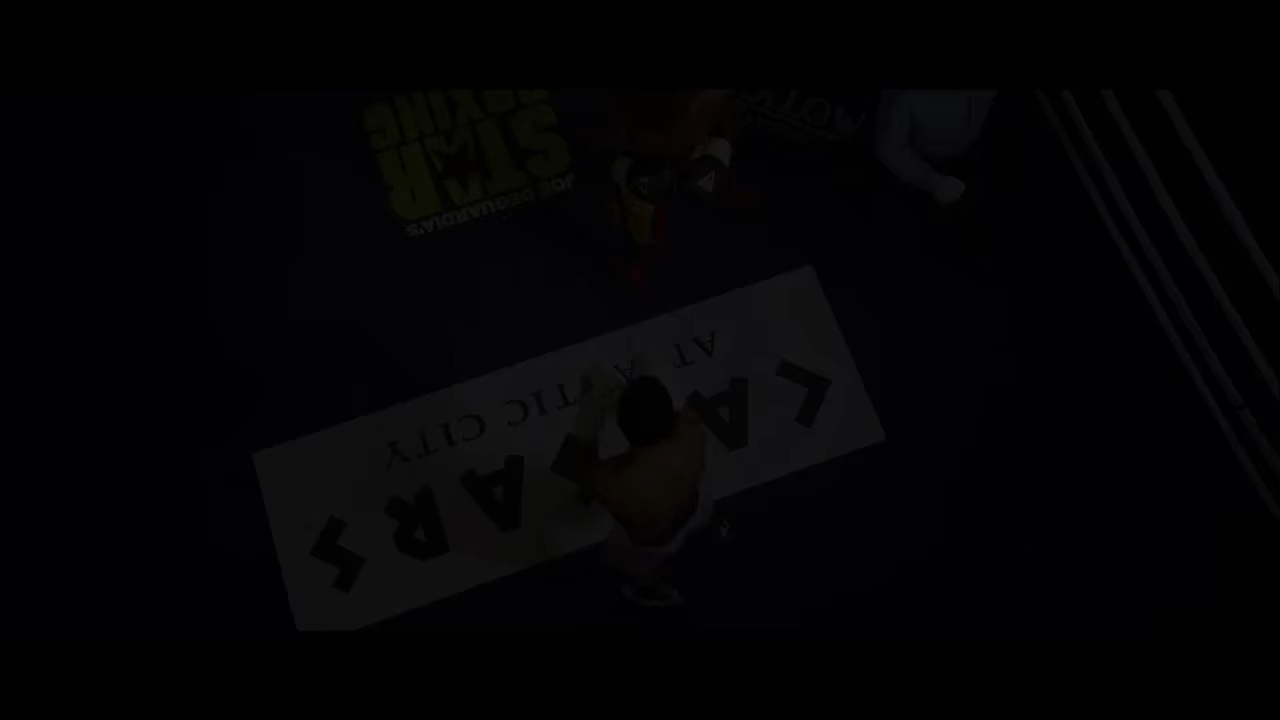 JOE DEGUARDIA'S
STAR
BOXING
CAESARS
AT ATLANTIC CITY